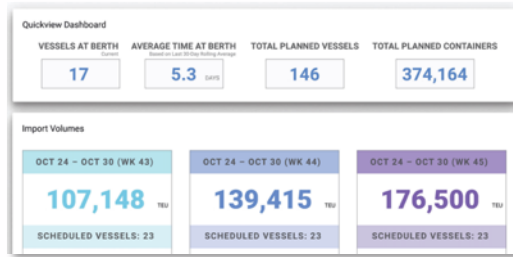 Quickview Dashboard
VESSELS AT BERTH
Current
AVERAGE TIME AT BERTH
Based on Last 30-Day Rolling Average
TOTAL PLANNED VESSELS
TOTAL PLANNED CONTAINERS
17
5.3 DAYS
146
374,164
Import Volumes
OCT 24 – OCT 30 (WK 43)
OCT 24 – OCT 30 (WK 44)
OCT 24 – OCT 30 (WK 45)
107,148 TEU
139,415 TEU
176,500 TEU
SCHEDULED VESSELS: 23
SCHEDULED VESSELS: 23
SCHEDULED VESSELS: 23